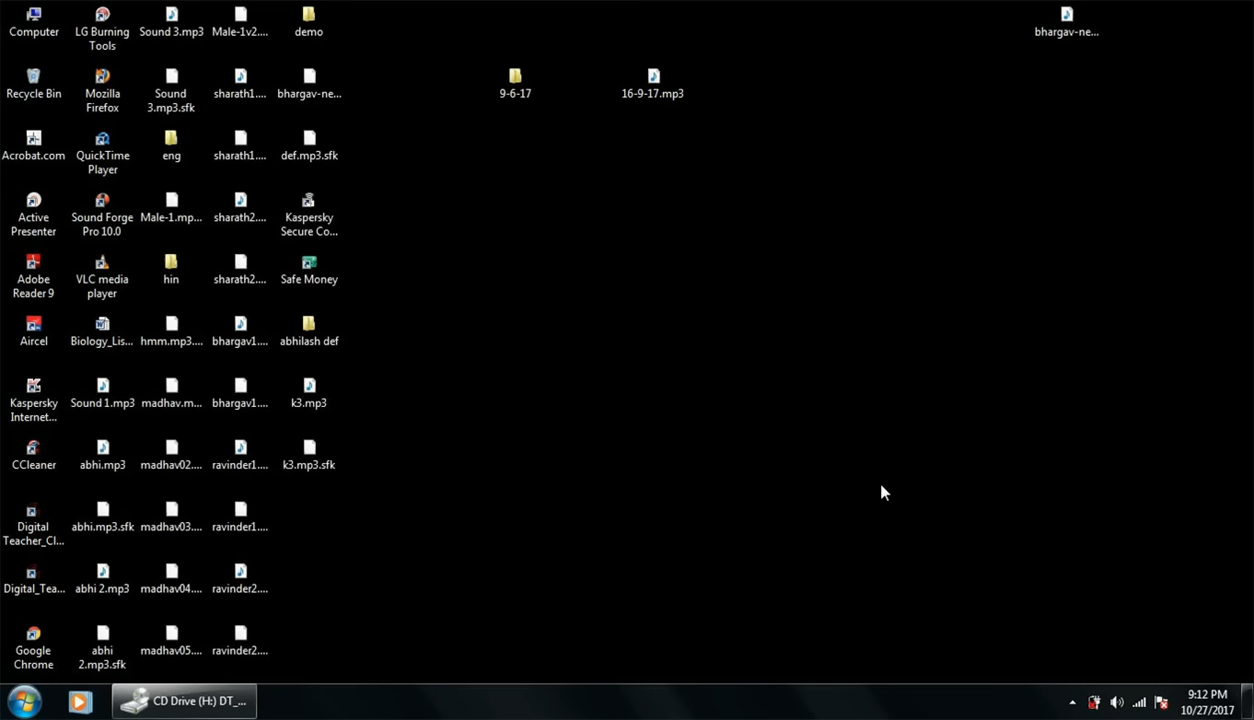 Computer
LG Burning
Tools
Sound 3.mp3
Male-1v2....
demo
bhargav-ne...
Recycle Bin
Mozilla
Firefox
Sound
3.mp3.sfk
sharath1....
bhargav-ne...
9-6-17
16-9-17.mp3
Acrobat.com
QuickTime
Player
eng
sharath1....
def.mp3.sfk
Active
Presenter
Sound Forge
Pro 10.0
Male-1.mp...
sharath2....
Kaspersky
Secure Co...
Adobe
Reader 9
VLC media
player
hin
sharath2....
Safe Money
Aircel
Biology_Lis...
hmm.mp3....
bhargav1....
abhilash def
Kaspersky
Internet...
Sound 1.mp3
madhav.m...
bhargav1....
k3.mp3
CCleaner
abhi.mp3
madhav02....
ravinder1....
k3.mp3.sfk
Digital
Teacher_Cl...
abhi.mp3.sfk
madhav03....
ravinder1....
Digital_Tea...
abhi 2.mp3
madhav04....
ravinder2....
Google
Chrome
abhi
2.mp3.sfk
madhav05....
ravinder2....
CD Drive (H:) DT_...
9:12 PM
10/27/2017